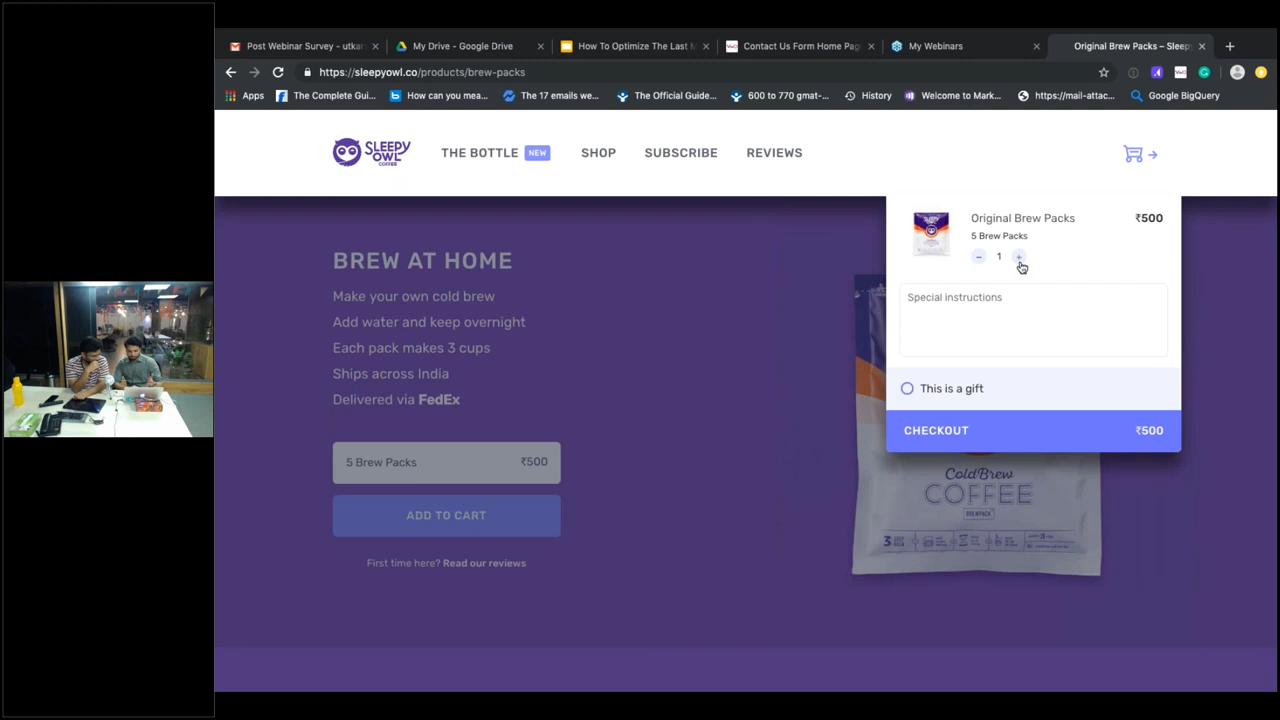 Post Webinar Survey - utkar
My Drive - Google Drive
How To Optimize The Last M
Contact Us Form Home Pag
My Webinars
Original Brew Packs – Sleepy
https://sleepyowl.co/products/brew-packs
Apps
The Complete Gui...
How can you mea...
The 17 emails we...
The Official Guide...
600 to 770 gmat-...
History
Welcome to Mark...
https://mail-attac...
Google BigQuery
SLEEPY
OWL
COFFEE
THE BOTTLE NEW
SHOP
SUBSCRIBE
REVIEWS
BREW AT HOME
Make your own cold brew
Add water and keep overnight
Each pack makes 3 cups
Ships across India
Delivered via FedEx
5 Brew Packs ₹500
ADD TO CART
First time here? Read our reviews
Original Brew Packs ₹500
5 Brew Packs
− 1 +
Special instructions
This is a gift
CHECKOUT ₹500
ColdBrew
COFFEE
BREWPACK
3